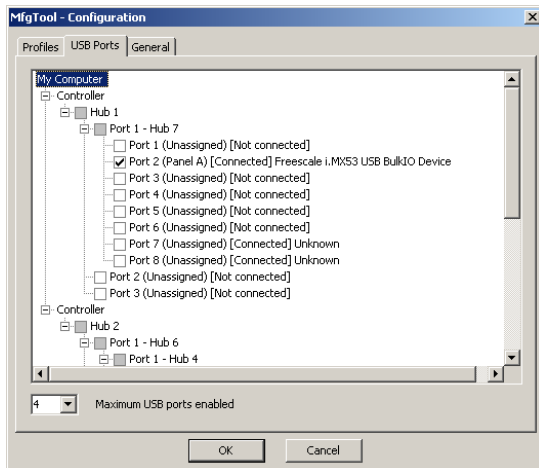 MfgTool - Configuration
Profiles USB Ports General
My Computer
Controller
Hub 1
Port 1 - Hub 7
Port 1 (Unassigned) [Not connected]
Port 2 (Panel A) [Connected] Freescale i.MX53 USB BulkIO Device
Port 3 (Unassigned) [Not connected]
Port 4 (Unassigned) [Not connected]
Port 5 (Unassigned) [Not connected]
Port 6 (Unassigned) [Not connected]
Port 7 (Unassigned) [Connected] Unknown
Port 8 (Unassigned) [Connected] Unknown
Port 2 (Unassigned) [Not connected]
Port 3 (Unassigned) [Not connected]
Controller
Hub 2
Port 1 - Hub 6
Port 1 - Hub 4
4 Maximum USB ports enabled
OK Cancel